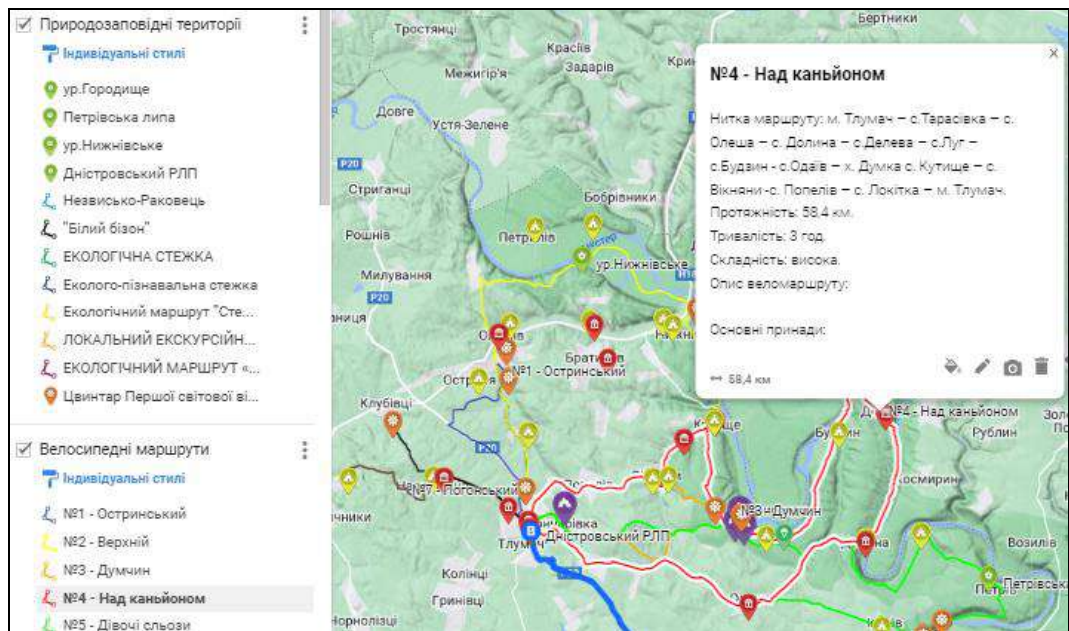 Природозаповідні території
Індивідуальні стилі
ур.Городище
Петрівська липа
ур.Нижнівське
Дністровський РЛП
Незвисько-Раковець
"Білий бізон"
ЕКОЛОГІЧНА СТЕЖКА
Еколого-пізнавальна стежка
Екологічний маршрут "Сте...
ЛОКАЛЬНИЙ ЕКСКУРСІЙН...
ЕКОЛОГІЧНИЙ МАРШРУТ «...
Цвинтар Першої світової ві...
Велосипедні маршрути
Індивідуальні стилі
№1 - Остринський
№2 - Верхній
№3 - Думчин
№4 - Над каньйоном
№5 - Дівочі сльози
Тростянці
Бертники
Красіїв
Межигір'я
Задарів
Довге
Устя-Зелене
P20
Стриганці
Бобрівники
Рошнів
ур.Нижнівське
Милування
P20
№1 - Остринський
Клубівці
P20
№3
Думчин
Дністровський РЛП
Колінці
Гринівці
№4 - Над каньйоном
Рублин
Возилів
№4 - Над каньйоном
Нитка маршруту: м. Тлумач – с.Тарасівка – с.
Олеша – с. Долина – с.Делева – с.Луг –
с.Будзин - с.Одаїв – х. Думка с. Кутище – с.
Вікняни -с. Попелів – с. Локітка – м. Тлумач.
Протяжність: 58,4 км.
Тривалість: 3 год.
Складність: висока.
Опис веломаршруту:
Основні принади:
58,4 км